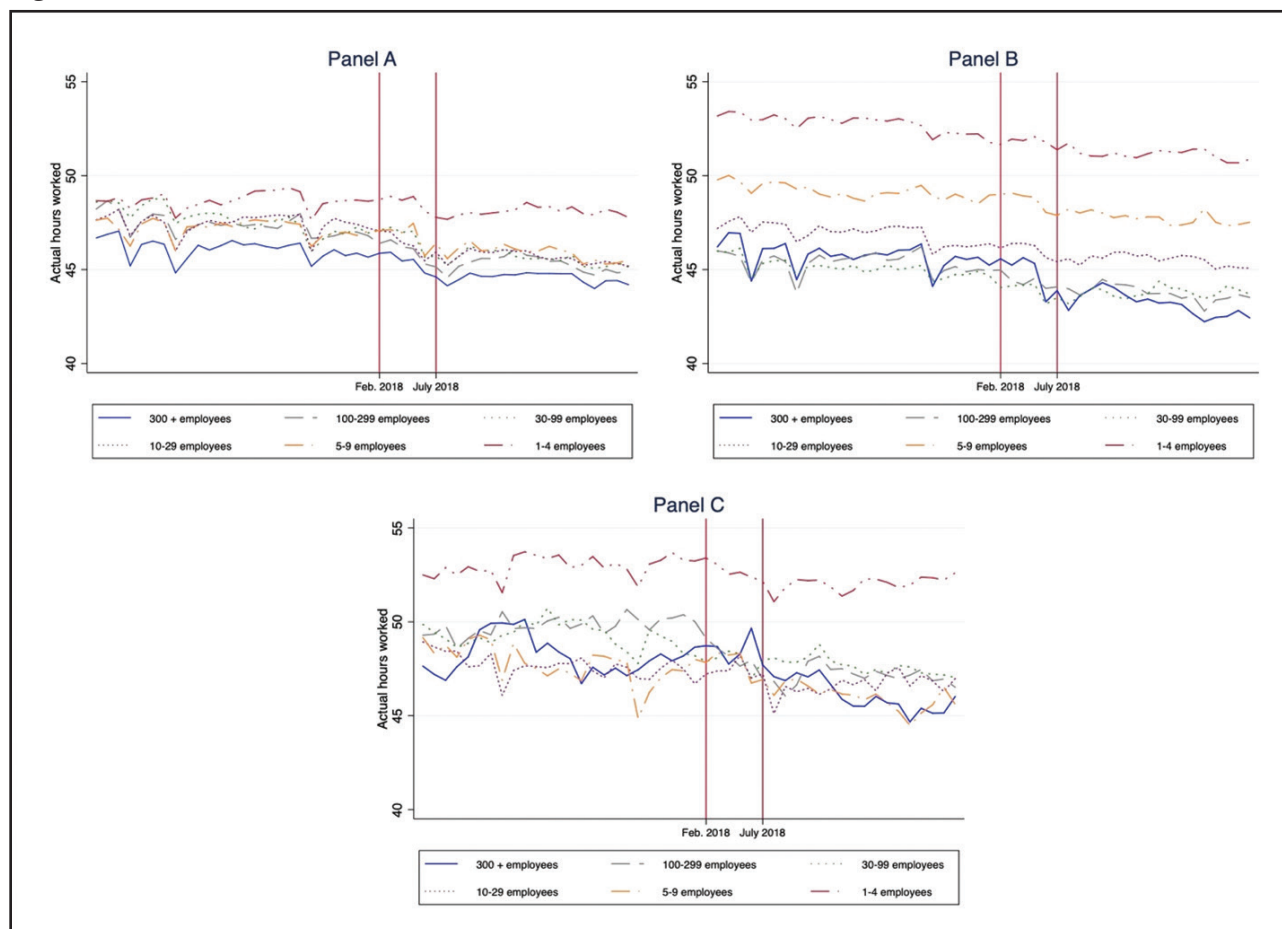 Panel A
Actual hours worked
55
50
45
40
Feb. 2018 July 2018
300 + employees 100-299 employees 30-99 employees
10-29 employees 5-9 employees 1-4 employees
Panel B
Actual hours worked
55
50
45
40
Feb. 2018 July 2018
300 + employees 100-299 employees 30-99 employees
10-29 employees 5-9 employees 1-4 employees
Panel C
Actual hours worked
55
50
45
40
Feb. 2018 July 2018
300 + employees 100-299 employees 30-99 employees
10-29 employees 5-9 employees 1-4 employees